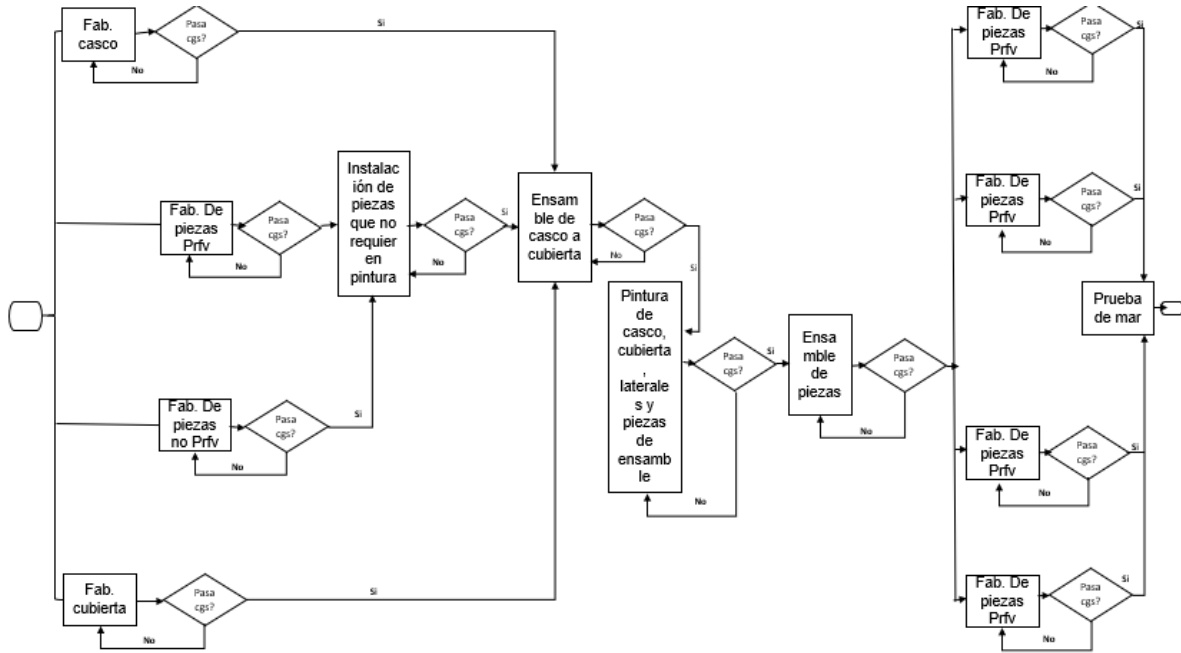 Fab.
casco
Pasa
cgs?
Si
No
Fab. De
piezas
Prfv
Pasa
cgs?
No
Instalac
ión de
piezas
que no
requier
en
pintura
Pasa
cgs?
Si
No
Fab. De
piezas
no Prfv
Pasa
cgs?
Si
No
Fab.
cubierta
Pasa
cgs?
Si
No
Ensam
ble de
casco a
cubierta
Pasa
cgs?
No
Si
Pintura
de
casco,
cubierta
,
laterale
s y
piezas
de
ensamb
le
Pasa
cgs?
Si
No
Ensa
mble
de
piezas
Pasa
cgs?
No
Fab. De
piezas
Prfv
Pasa
cgs?
Si
No
Fab. De
piezas
Prfv
Pasa
cgs?
Si
No
Fab. De
piezas
Prfv
Pasa
cgs?
Si
No
Fab. De
piezas
Prfv
Pasa
cgs?
Si
No
Prueba
de mar